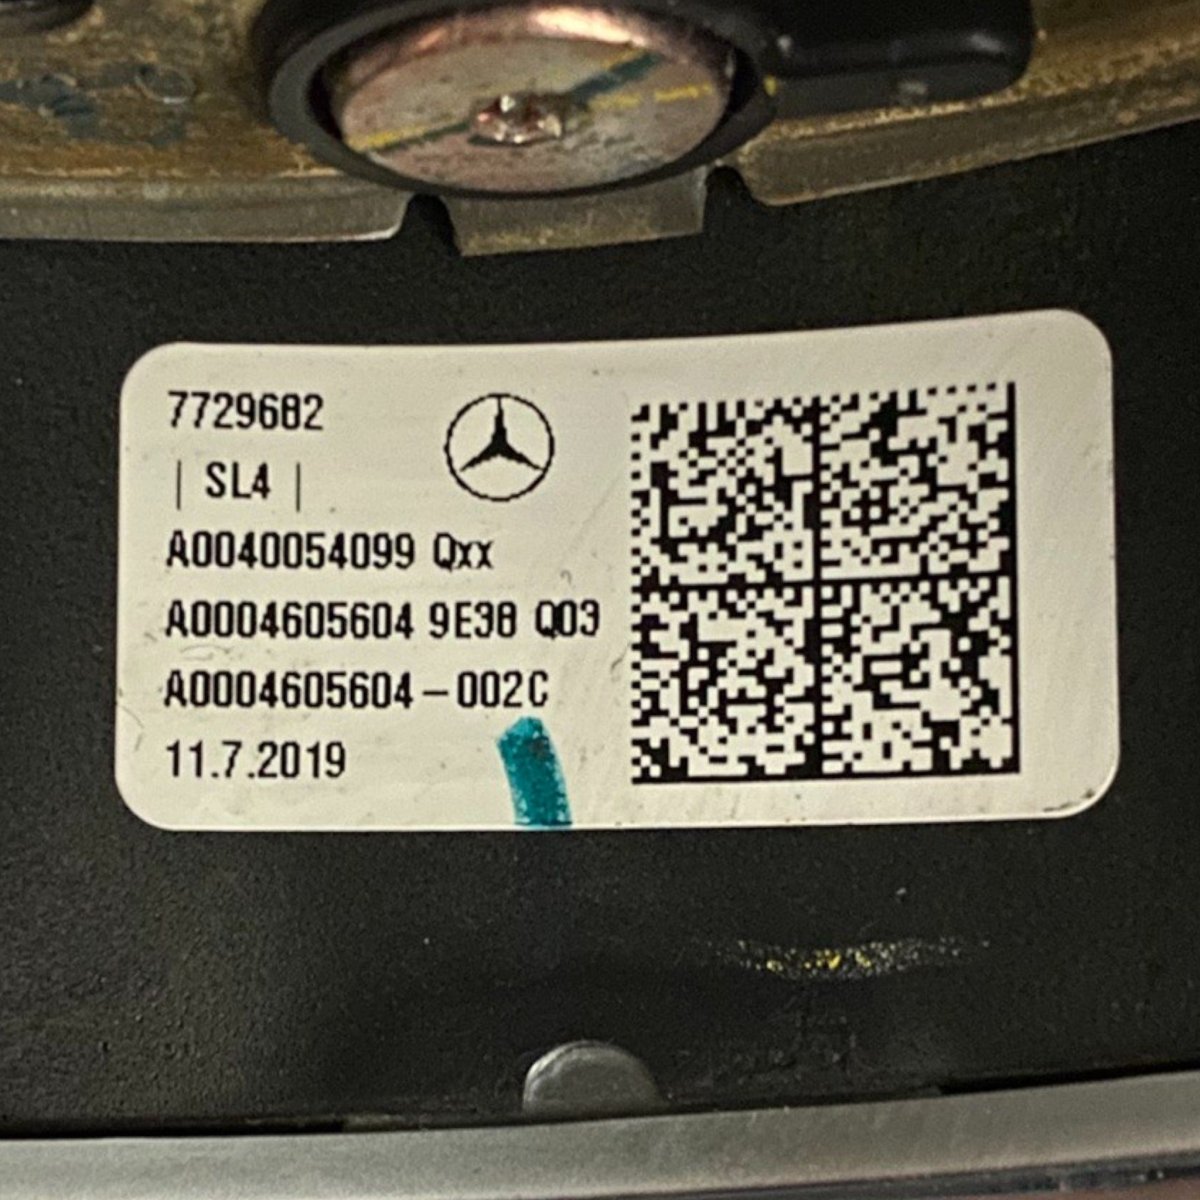 7729682
| SL4 |
A0040054099 Qxx
A0004605604 9E38 Q03
A0004605604-002C
11.7.2019